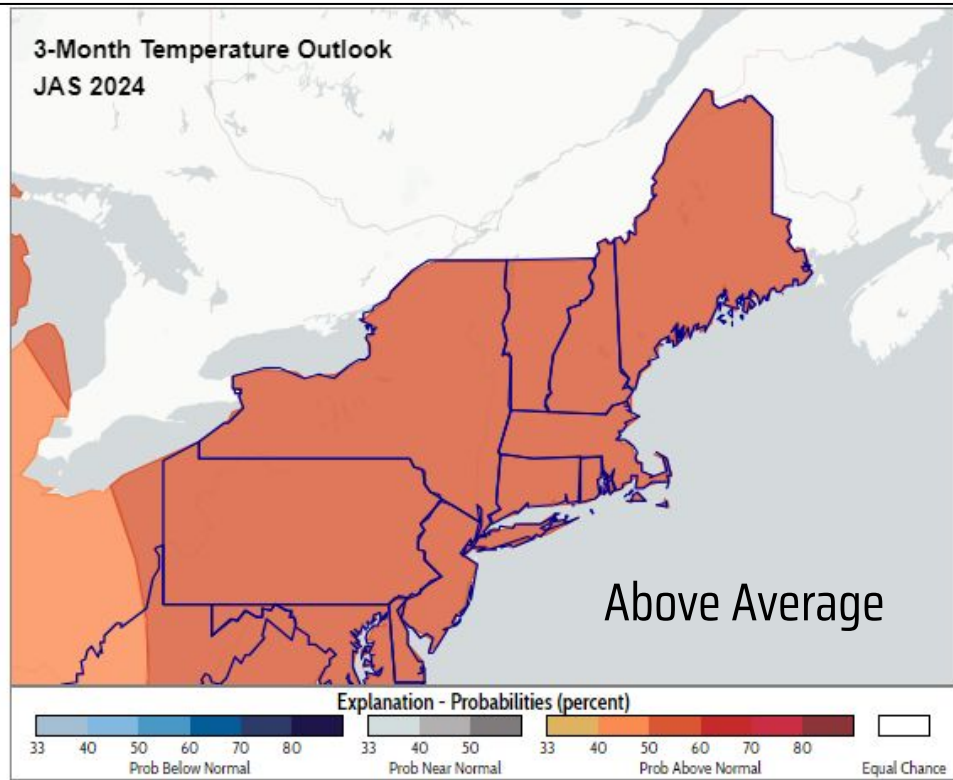 3-Month Temperature Outlook
JAS 2024
Above Average
Explanation - Probabilities (percent)
33 40 50 60 70 80 33 40 50 33 40 50 60 70 80
Prob Below Normal Prob Near Normal Prob Above Normal Equal Chance